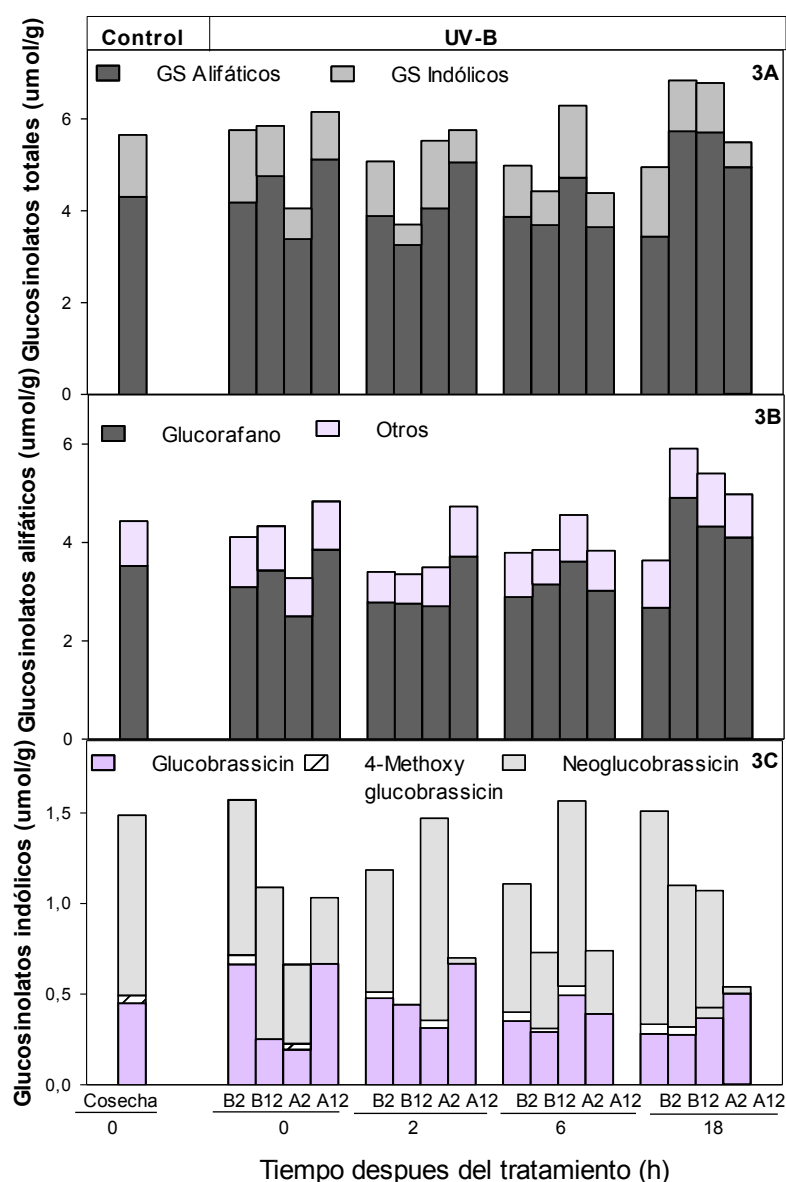 Control UV-B
GS Alifáticos GS Indólicos 3A
Glucosinolatos totales (umol/g)
6
4
2
0
Glucorafano Otros 3B
Glucosinolatos alifáticos (umol/g)
6
4
2
0
Glucobrassicin 4-Methoxy Neoglucobrassicin 3C
glucobrassicin
Glucosinolatos indólicos (umol/g)
1,5
1,0
0,5
0,0
Cosecha B2 B12 A2 A12 B2 B12 A2 A12 B2 B12 A2 A12 B2 B12 A2 A12
0 0 2 6 18
Tiempo despues del tratamiento (h)